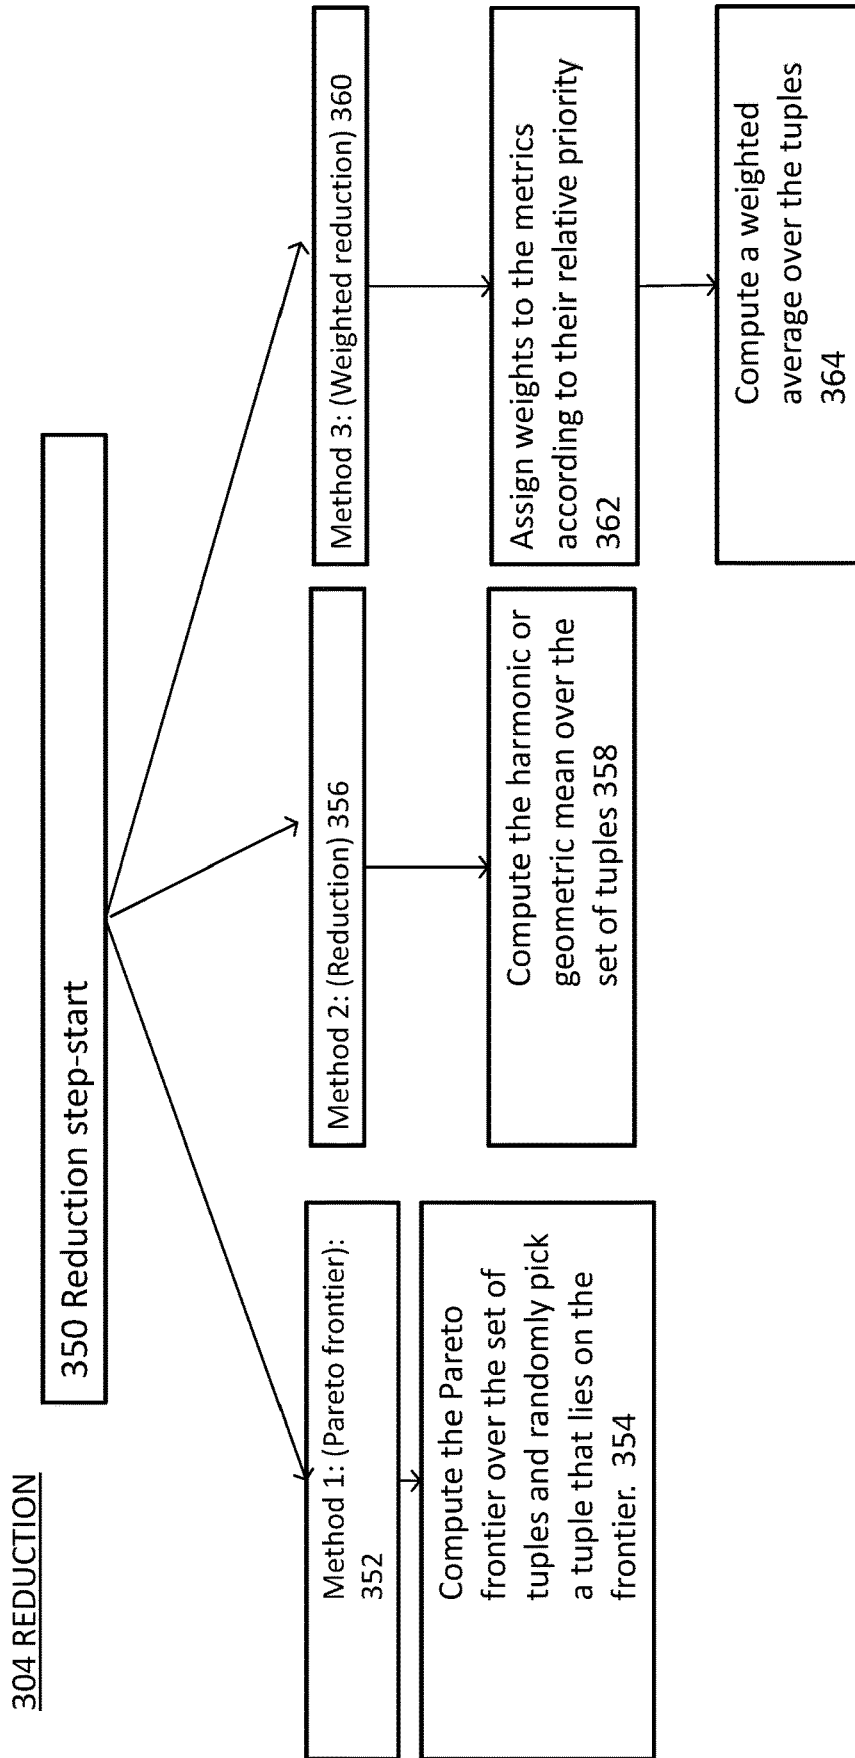 304 REDUCTION
350 Reduction step-start
Method 1: (Pareto frontier):
352
Compute the Pareto
frontier over the set of
tuples and randomly pick
a tuple that lies on the
frontier. 354
Method 2: (Reduction) 356
Compute the harmonic or
geometric mean over the
set of tuples 358
Method 3: (Weighted reduction) 360
Assign weights to the metrics
according to their relative priority
362
Compute a weighted
average over the tuples
364